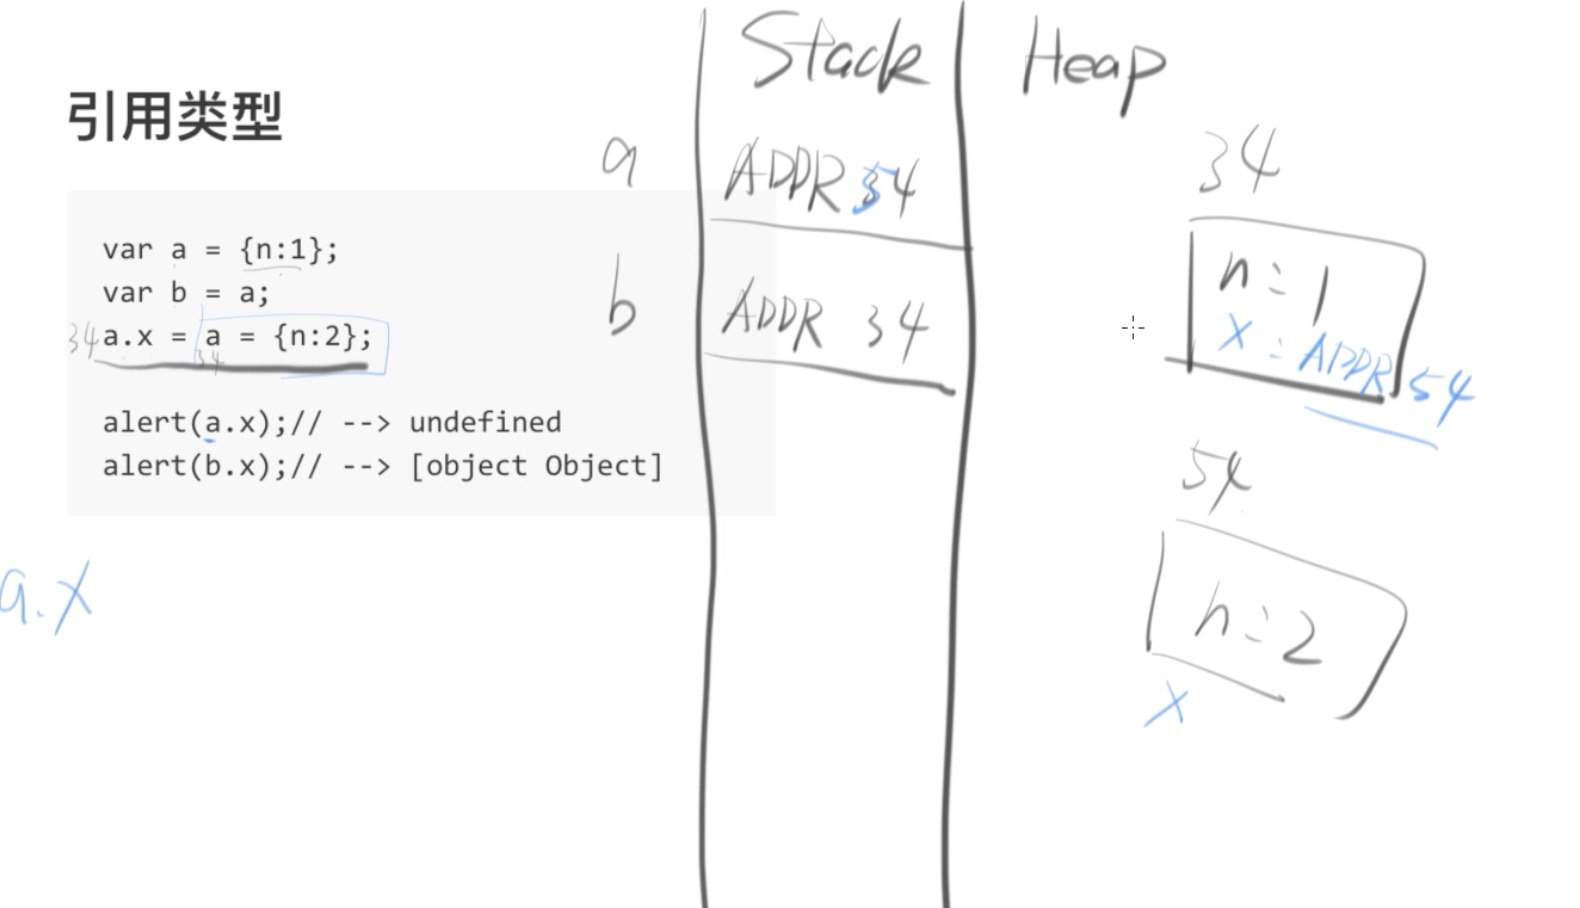 Stack
Heap
引用类型
a
ADDR 54
34
var a = {n:1};
n: 1
var b = a;
b
ADDR 34
34
a.x = a = {n:2};
34
x: ADDR 54
alert(a.x);// --> undefined
alert(b.x);// --> [object Object]
54
a.x
n: 2
x